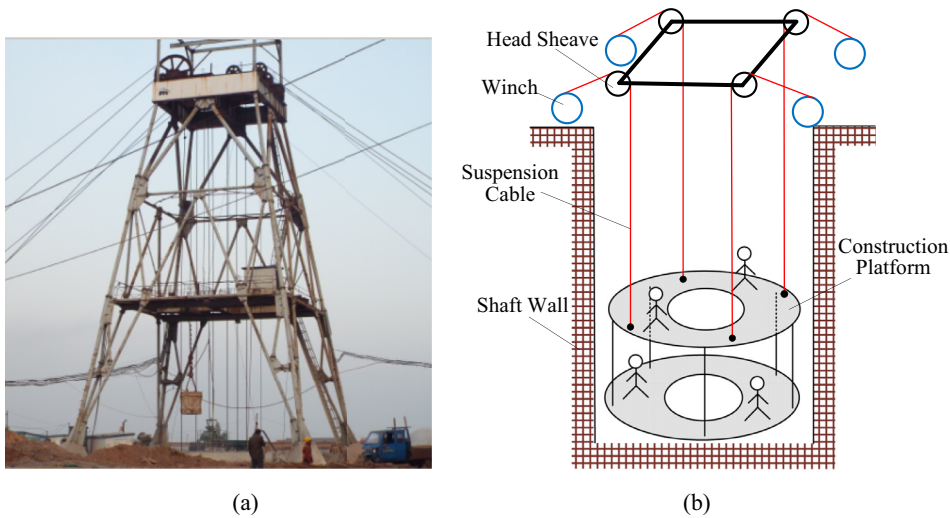 Head Sheave
Winch
Suspension
Cable
Construction
Platform
Shaft Wall
(a)
(b)